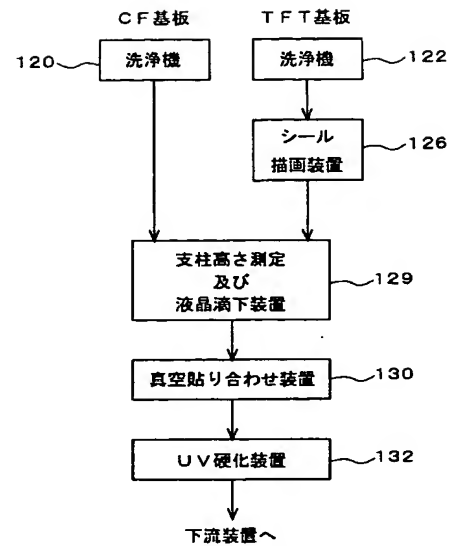 ＣＦ基板 ＴＦＴ基板
１２０ 洗浄機 洗浄機 １２２
シール
描画装置 １２６
支柱高さ測定
及び
液晶滴下装置 １２９
真空貼り合わせ装置 １３０
ＵＶ硬化装置 １３２
下流装置へ